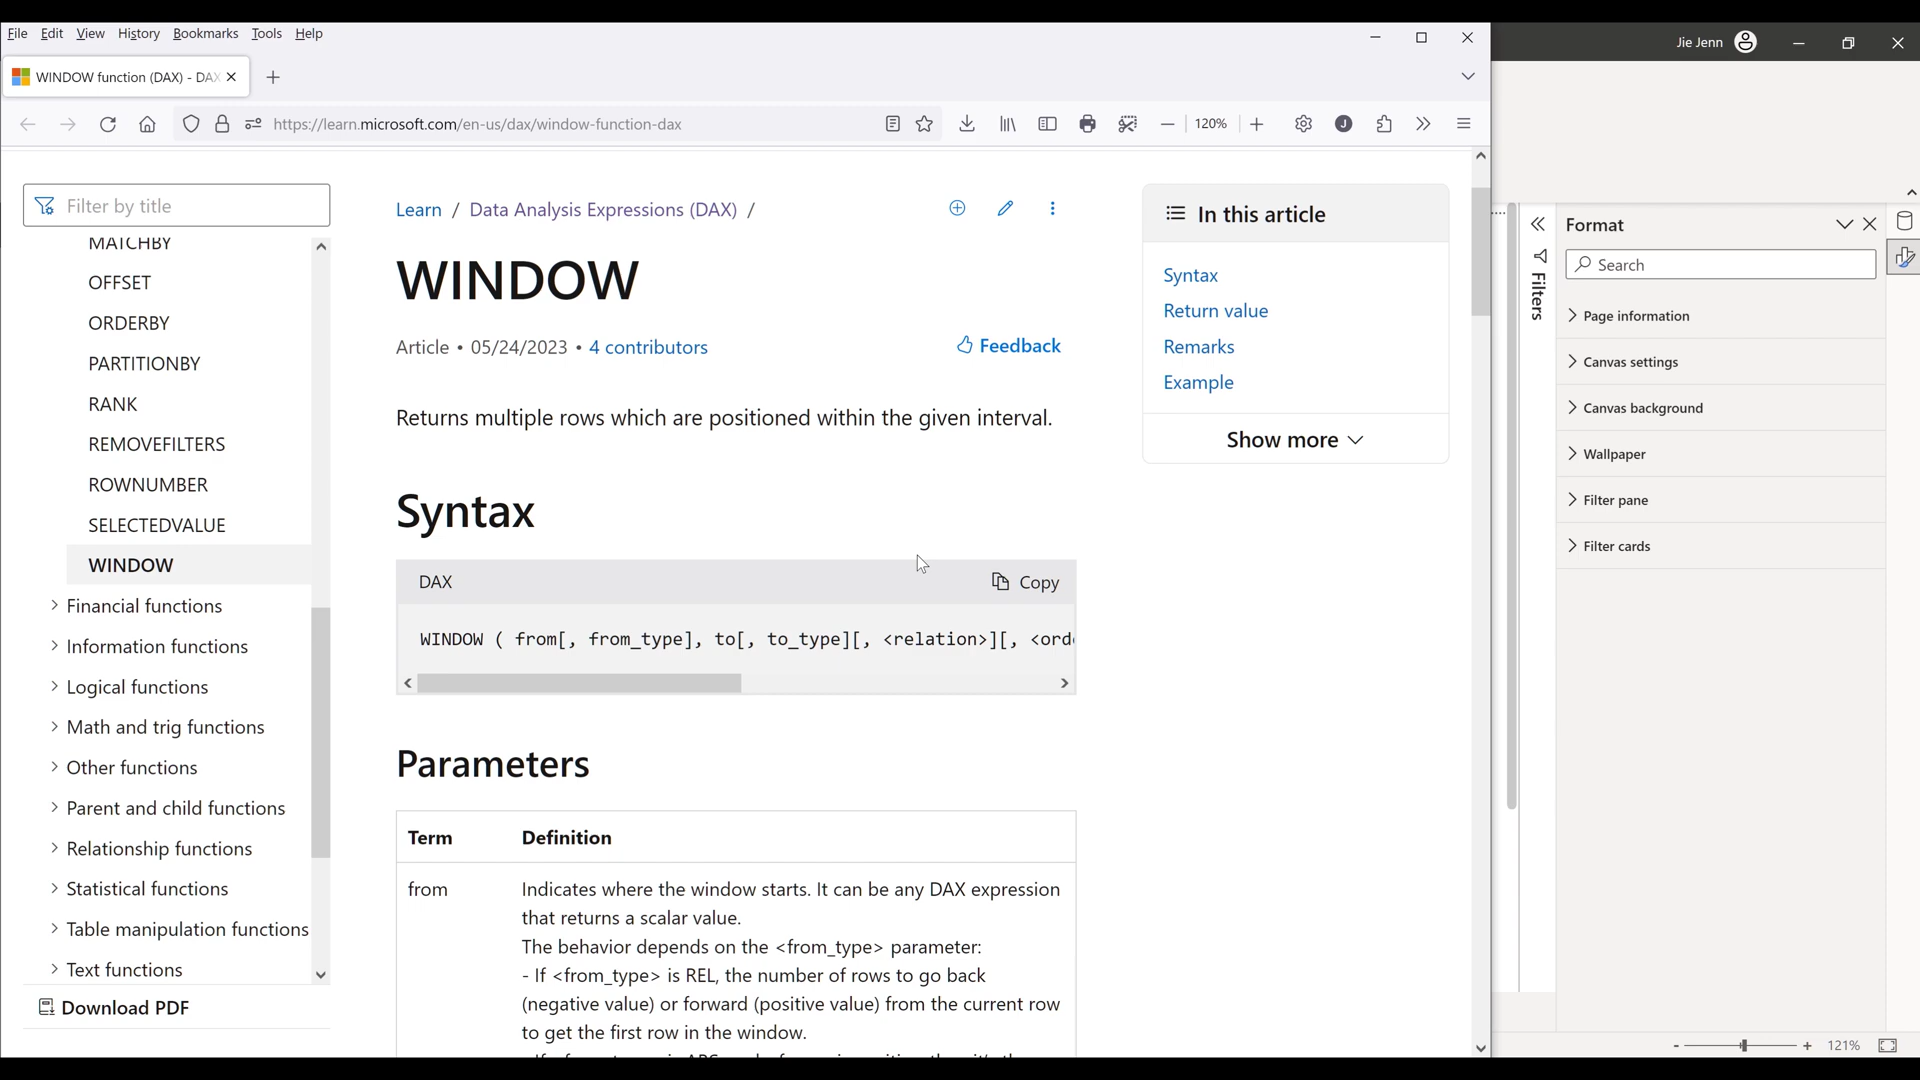 File Edit View History Bookmarks Tools Help
WINDOW function (DAX) - DAX
https://learn.microsoft.com/en-us/dax/window-function-dax
120%
J
Filter by title
MATCHBY
OFFSET
ORDERBY
PARTITIONBY
RANK
REMOVEFILTERS
ROWNUMBER
SELECTEDVALUE
WINDOW
Financial functions
Information functions
Logical functions
Math and trig functions
Other functions
Parent and child functions
Relationship functions
Statistical functions
Table manipulation functions
Text functions
Download PDF
Learn / Data Analysis Expressions (DAX) /
WINDOW
Article • 05/24/2023 • 4 contributors
Feedback
Returns multiple rows which are positioned within the given interval.
Syntax
DAX
Copy
WINDOW ( from[, from_type], to[, to_type][, <relation>][, <ord
Parameters
Term Definition
from Indicates where the window starts. It can be any DAX expression
that returns a scalar value.
The behavior depends on the <from_type> parameter:
- If <from_type> is REL, the number of rows to go back
(negative value) or forward (positive value) from the current row
to get the first row in the window.
In this article
Syntax
Return value
Remarks
Example
Show more
Jie Jenn
Filters
Format
Search
Page information
Canvas settings
Canvas background
Wallpaper
Filter pane
Filter cards
- + 121%